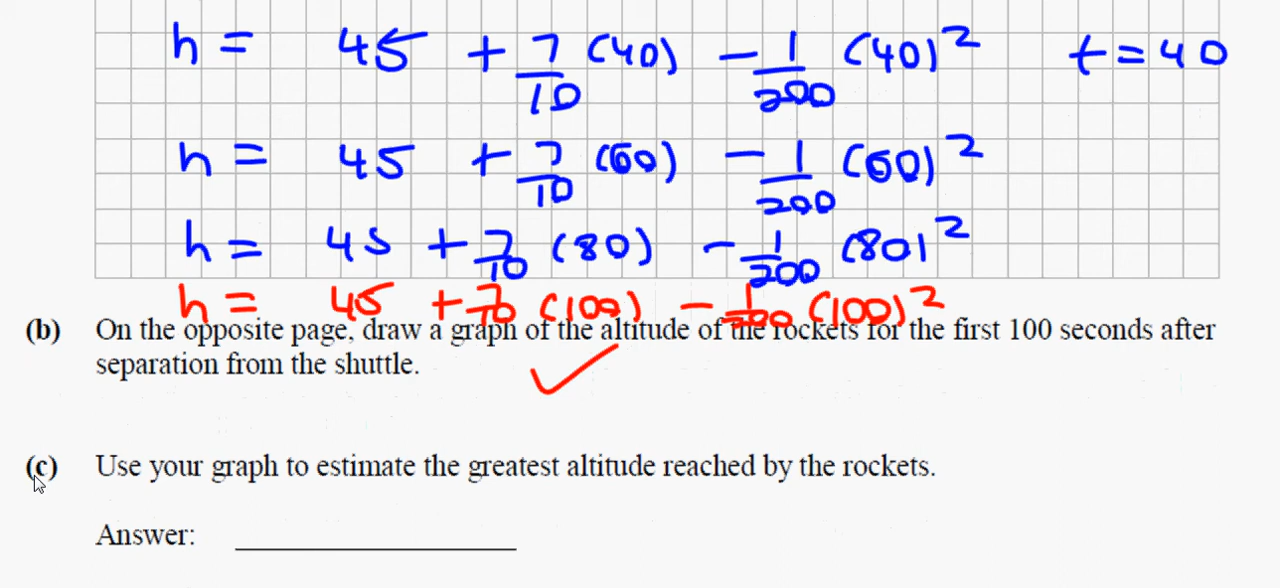 h = 45 + 7/10 (40) - 1/200 (40)² t = 40
h = 45 + 7/10 (60) - 1/200 (60)²
h = 45 + 7/10 (80) - 1/200 (80)²
h = 45 + 7/10 (100) - 1/200 (100)²
(b) On the opposite page, draw a graph of the altitude of the rockets for the first 100 seconds after
separation from the shuttle.
(c) Use your graph to estimate the greatest altitude reached by the rockets.
Answer: